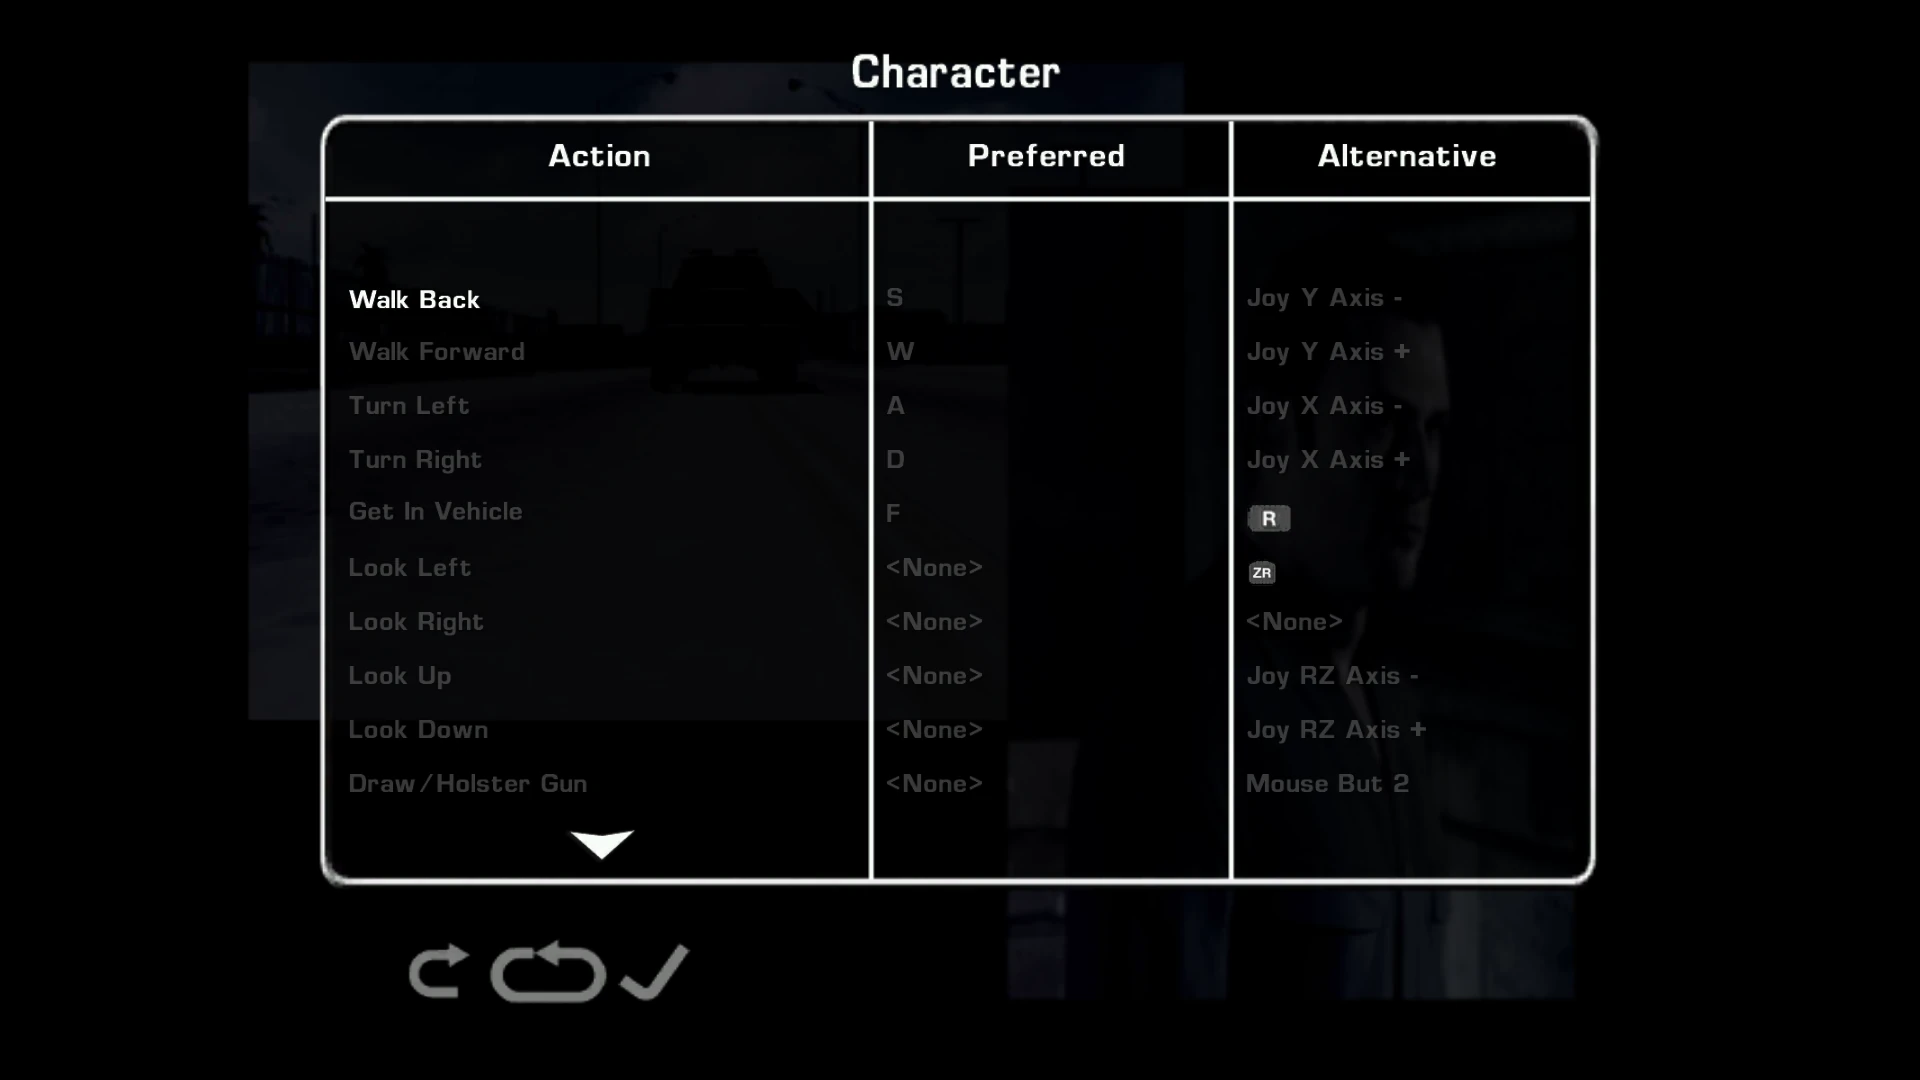 Character
Action Preferred Alternative
Walk Back S Joy Y Axis -
Walk Forward W Joy Y Axis +
Turn Left A Joy X Axis -
Turn Right D Joy X Axis +
Get In Vehicle F R
Look Left <None> ZR
Look Right <None> <None>
Look Up <None> Joy RZ Axis -
Look Down <None> Joy RZ Axis +
Draw/Holster Gun <None> Mouse But 2